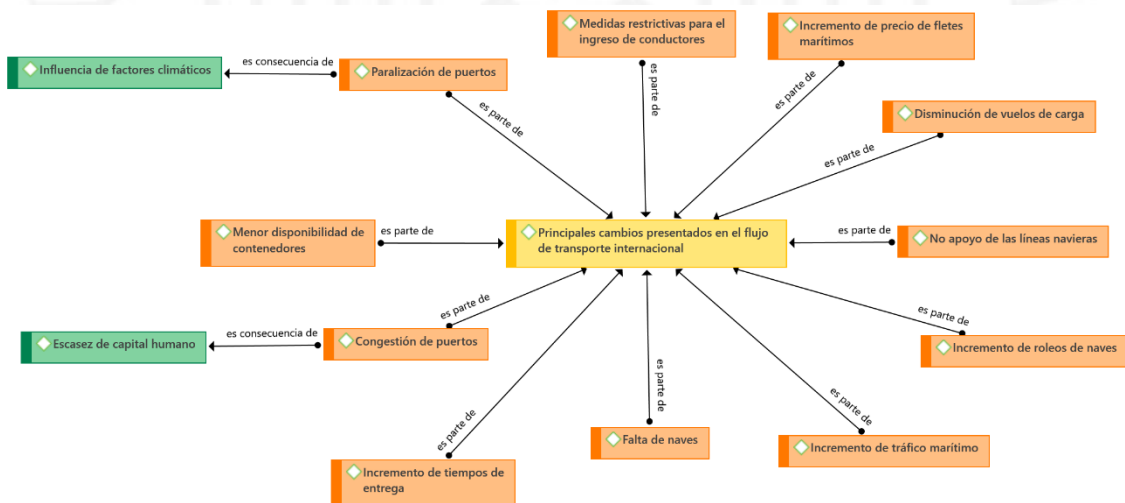 Medidas restrictivas para el
ingreso de conductores
Incremento de precio de fletes
marítimos
es consecuencia de
Influencia de factores climáticos
Paralización de puertos
es parte de
es parte de
es parte de
Disminución de vuelos de carga
es parte de
Menor disponibilidad de
contenedores
es parte de
Principales cambios presentados en el flujo
de transporte internacional
es parte de
No apoyo de las líneas navieras
es parte de
es parte de
es consecuencia de
Escasez de capital humano
Congestión de puertos
Incremento de roleos de naves
es parte de
es parte de
es parte de
Falta de naves
Incremento de tráfico marítimo
Incremento de tiempos de
entrega